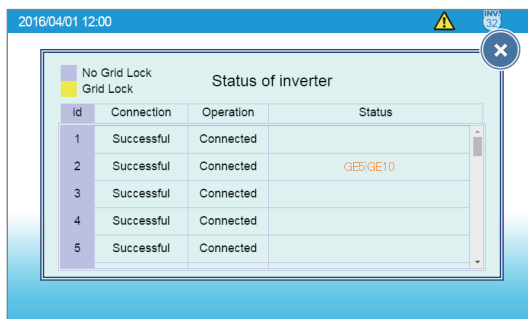 2016/04/01 12:00
INV.
32
No Grid Lock
Grid Lock
Status of inverter
id Connection Operation Status
1 Successful Connected
2 Successful Connected GE5|GE10
3 Successful Connected
4 Successful Connected
5 Successful Connected